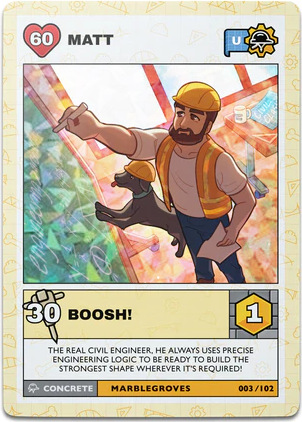 60 MATT U
30 BOOSH! 1
THE REAL CIVIL ENGINEER, HE ALWAYS USES PRECISE
ENGINEERING LOGIC TO BE READY TO BUILD THE
STRONGEST SHAPE WHEREVER IT'S REQUIRED!
CONCRETE MARBLEGROVES 003/102